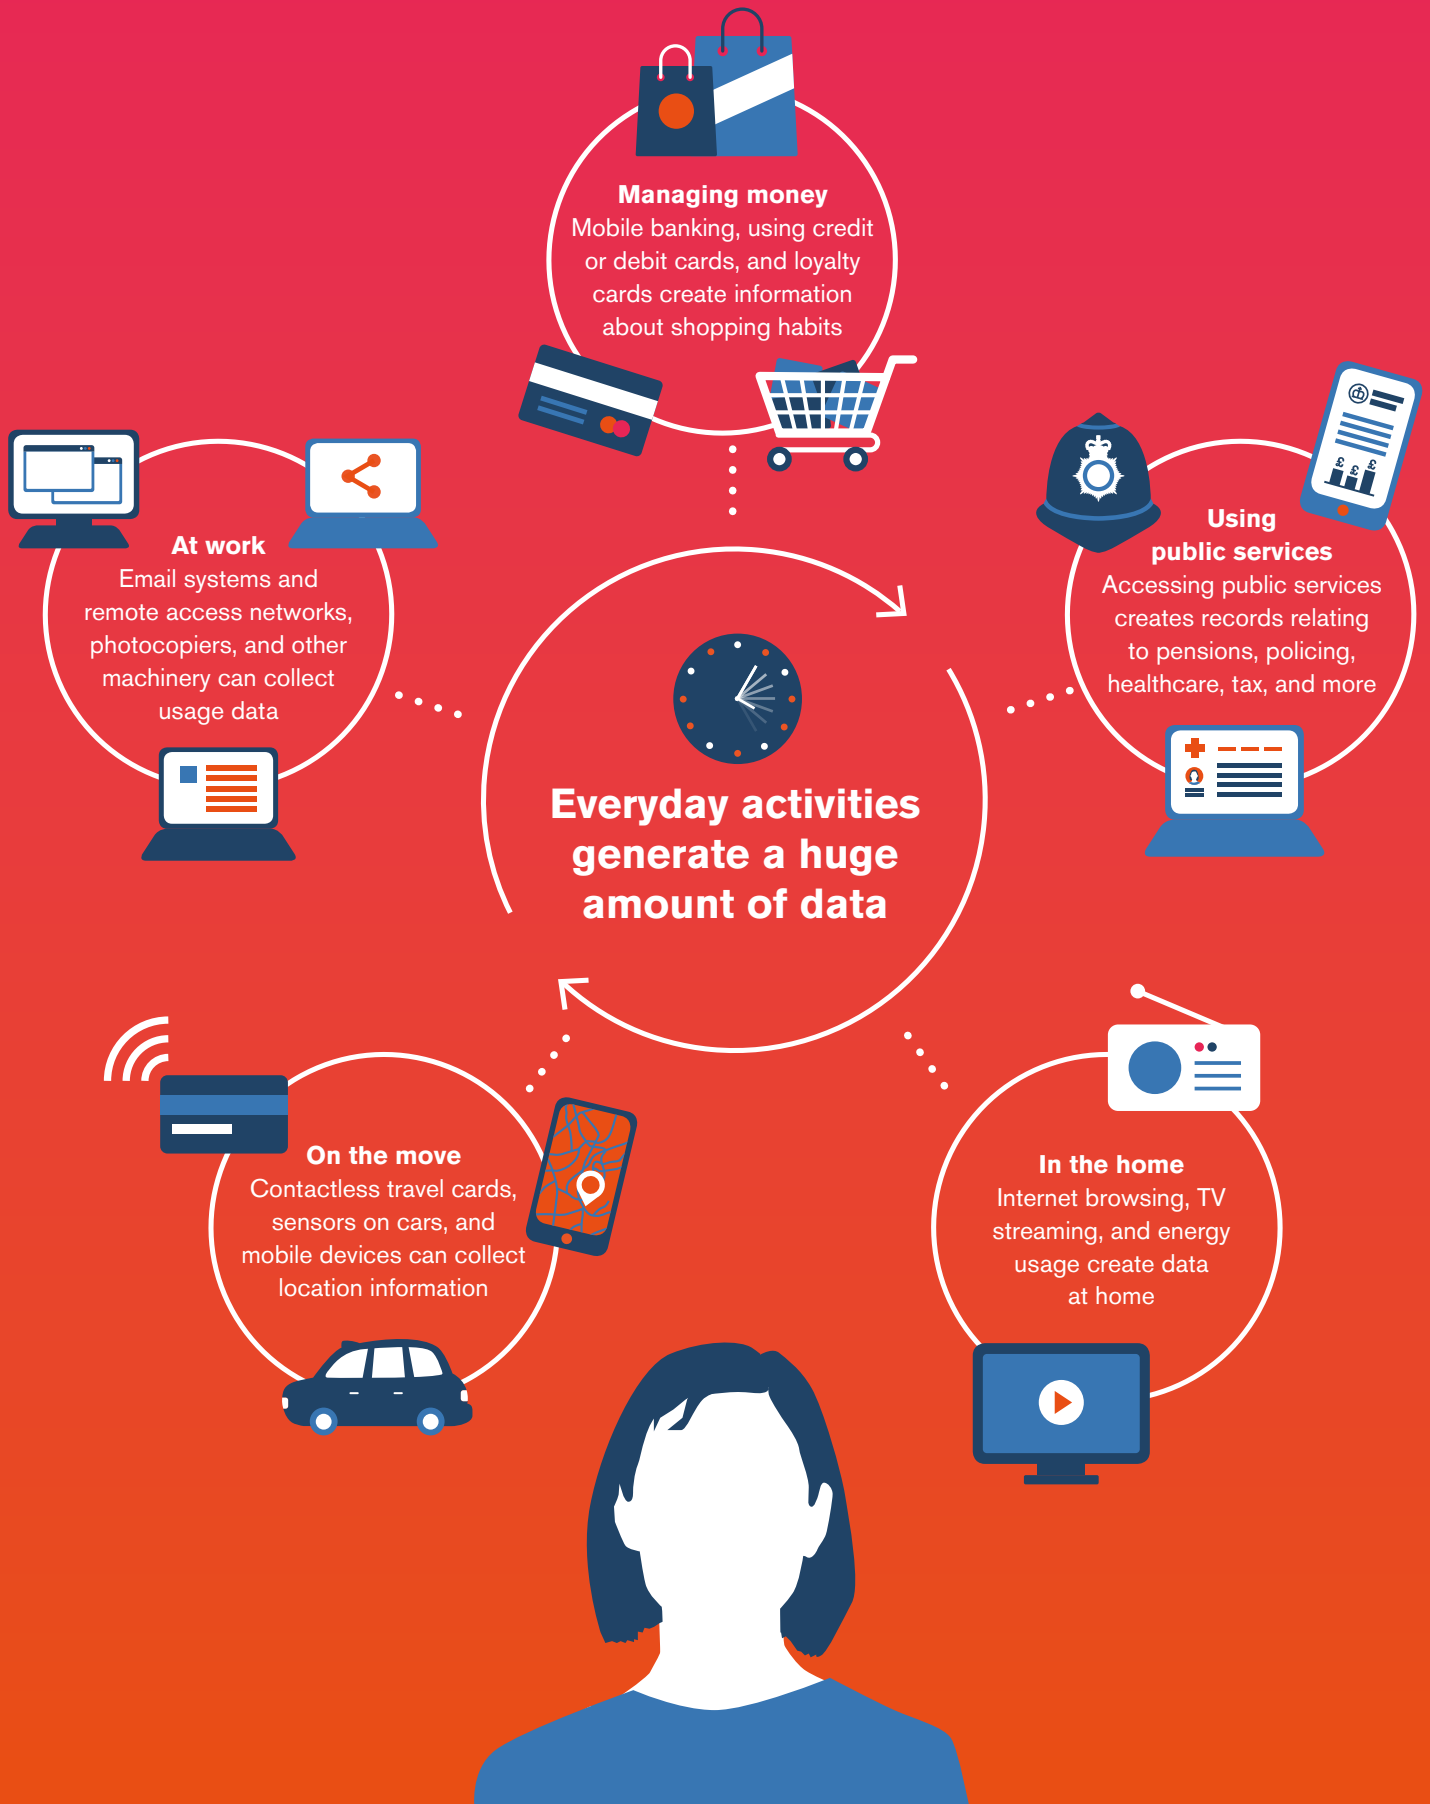 Managing money
Mobile banking, using credit
or debit cards, and loyalty
cards create information
about shopping habits
At work
Email systems and
remote access networks,
photocopiers, and other
machinery can collect
usage data
Using
public services
Accessing public services
creates records relating
to pensions, policing,
healthcare, tax, and more
£ £ £
Everyday activities
generate a huge
amount of data
On the move
Contactless travel cards,
sensors on cars, and
mobile devices can collect
location information
In the home
Internet browsing, TV
streaming, and energy
usage create data
at home